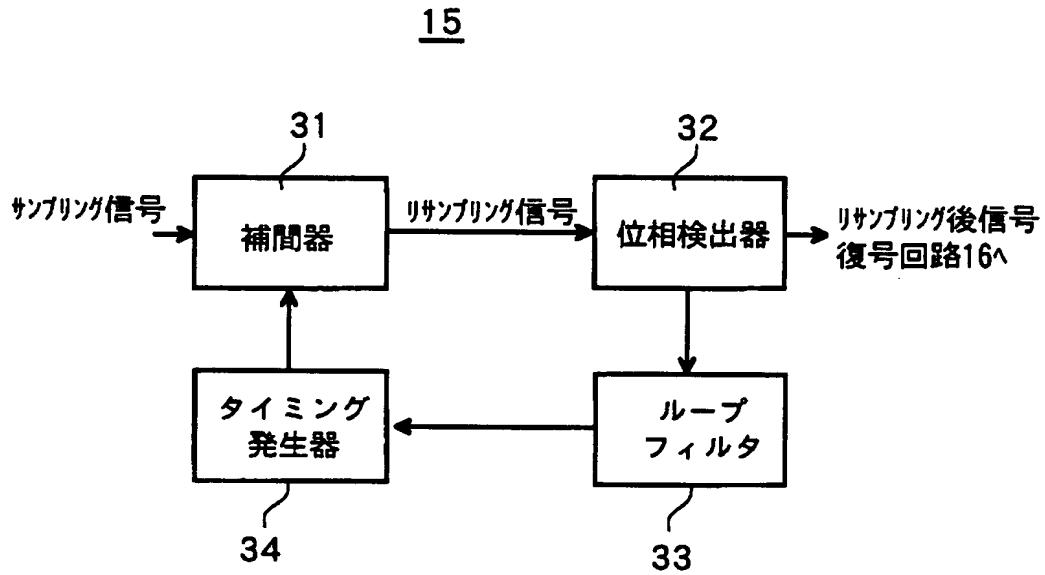 15
31
32
サンプリング信号
補間器
リサンプリング信号
位相検出器
リサンプリング後信号
復号回路16へ
タイミング
発生器
ループ
フィルタ
34
33